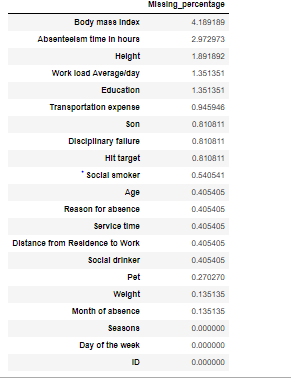 Missing_percentage
Body mass index 4.189189
Absenteeism time in hours 2.972973
Height 1.891892
Work load Average/day 1.351351
Education 1.351351
Transportation expense 0.945946
Son 0.810811
Disciplinary failure 0.810811
Hit target 0.810811
Social smoker 0.540541
Age 0.405405
Reason for absence 0.405405
Service time 0.405405
Distance from Residence to Work 0.405405
Social drinker 0.405405
Pet 0.270270
Weight 0.135135
Month of absence 0.135135
Seasons 0.000000
Day of the week 0.000000
ID 0.000000